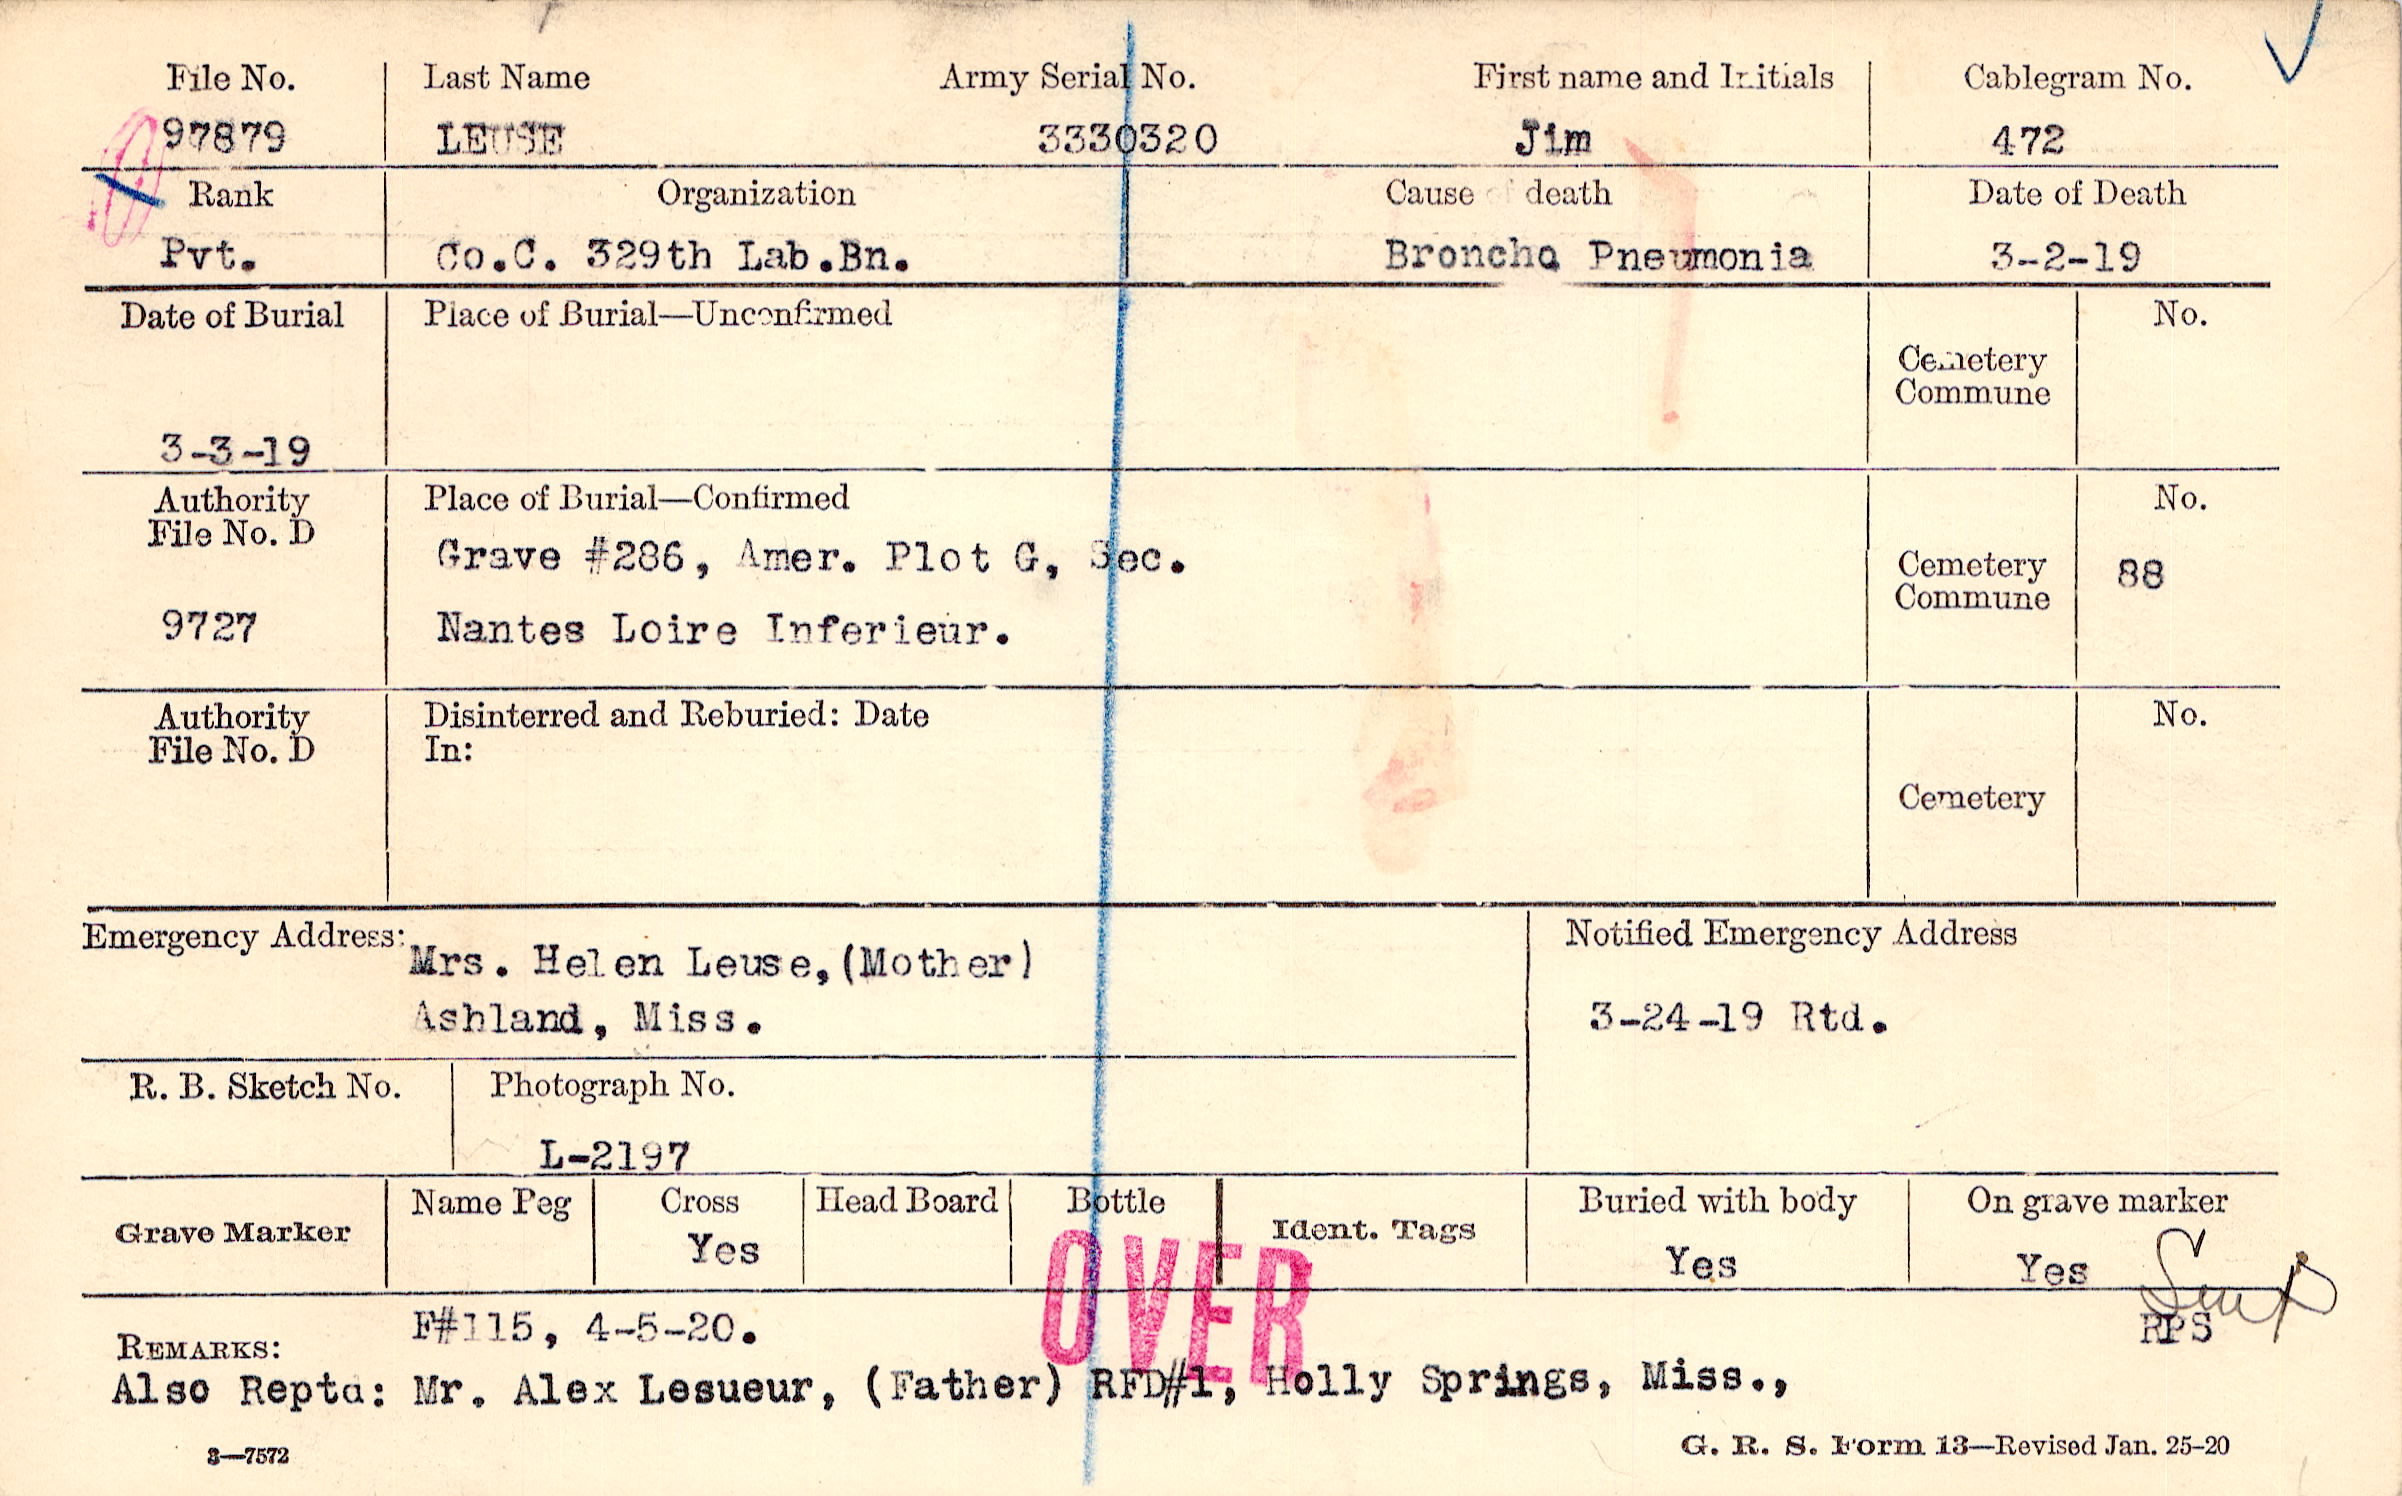 File No. Last Name Army Serial No. First name and Initials Cablegram No.
97879 LEUSE 3330320 Jim 472
Rank Organization Cause of death Date of Death
Pvt. Co.C. 329th Lab.Bn. Broncho Pneumonia 3-2-19
Date of Burial Place of Burial—Unconfirmed No.
Cemetery
Commune
3-3-19
Authority Place of Burial—Confirmed No.
File No. D
Grave #286, Amer. Plot G, Sec.
Cemetery 88
Commune
9727 Nantes Loire Inferieur.
Authority Disinterred and Reburied: Date No.
File No. D In:
Cemetery
Emergency Address: Notified Emergency Address
Mrs. Helen Leuse,(Mother)
Ashland, Miss. 3-24-19 Rtd.
R. B. Sketch No. Photograph No.
L-2197
Grave Marker Name Peg Cross Head Board Bottle Ident. Tags Buried with body On grave marker
Yes Yes Yes
OVER
REMARKS: F#115, 4-5-20. RPS
Also Reptd: Mr. Alex Lesueur, (Father) RFD#1, Holly Springs, Miss.,
3—7572 G. R. S. Form 13—Revised Jan. 25-20